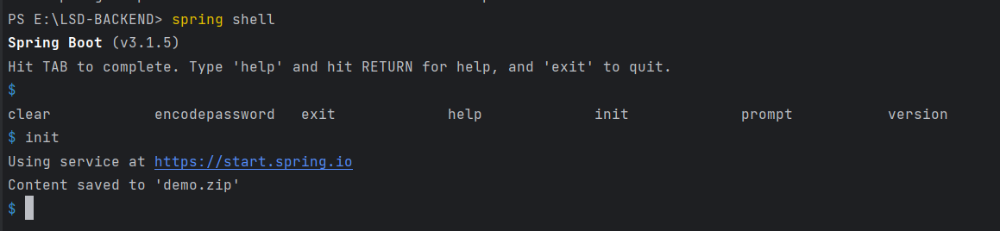 PS E:\LSD-BACKEND> spring shell
Spring Boot (v3.1.5)
Hit TAB to complete. Type 'help' and hit RETURN for help, and 'exit' to quit.
$
clear encodepassword exit help init prompt version
$ init
Using service at https://start.spring.io
Content saved to 'demo.zip'
$